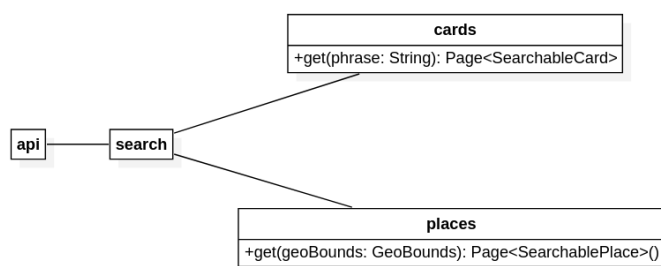 cards
+get(phrase: String): Page<SearchableCard>
api
search
places
+get(geoBounds: GeoBounds): Page<SearchablePlace>()